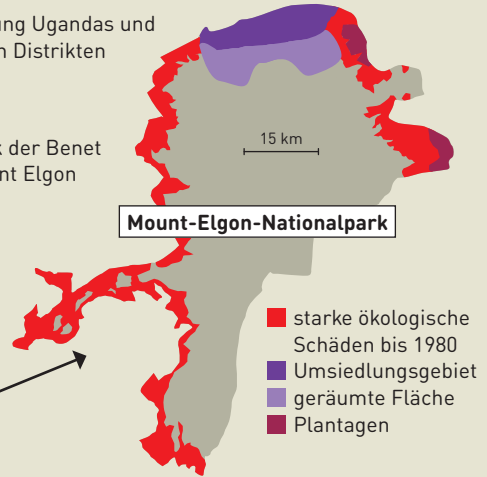 ung Ugandas und
n Distrikten
k der Benet
nt Elgon
15 km
Mount-Elgon-Nationalpark
starke ökologische
Schäden bis 1980
Umsiedlungsgebiet
geräumte Fläche
Plantagen